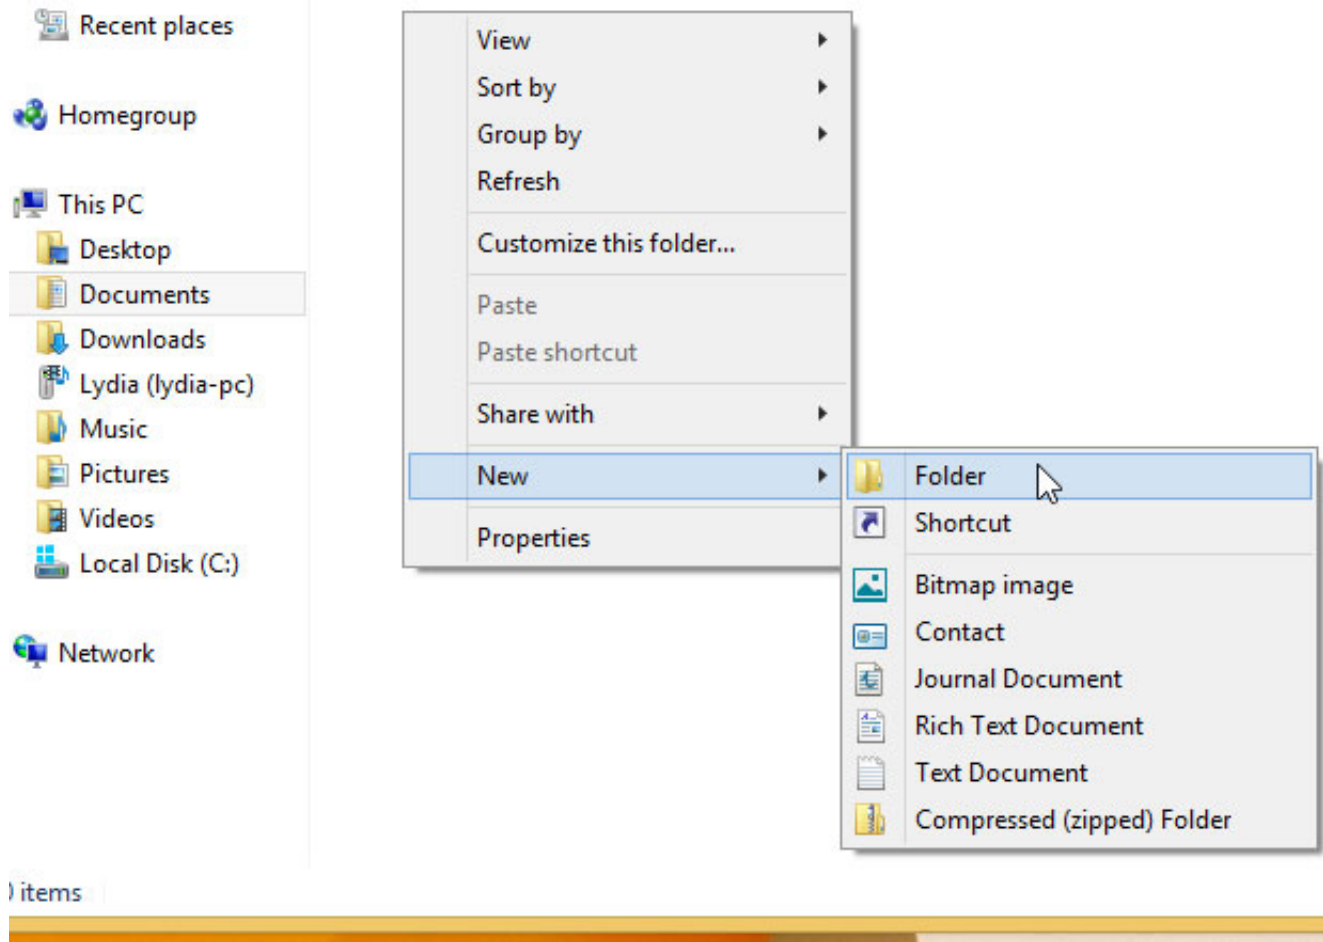 Recent places
Homegroup
This PC
Desktop
Documents
Downloads
Lydia (lydia-pc)
Music
Pictures
Videos
Local Disk (C:)
Network
items
View
Sort by
Group by
Refresh
Customize this folder...
Paste
Paste shortcut
Share with
New
Properties
Folder
Shortcut
Bitmap image
Contact
Journal Document
Rich Text Document
Text Document
Compressed (zipped) Folder